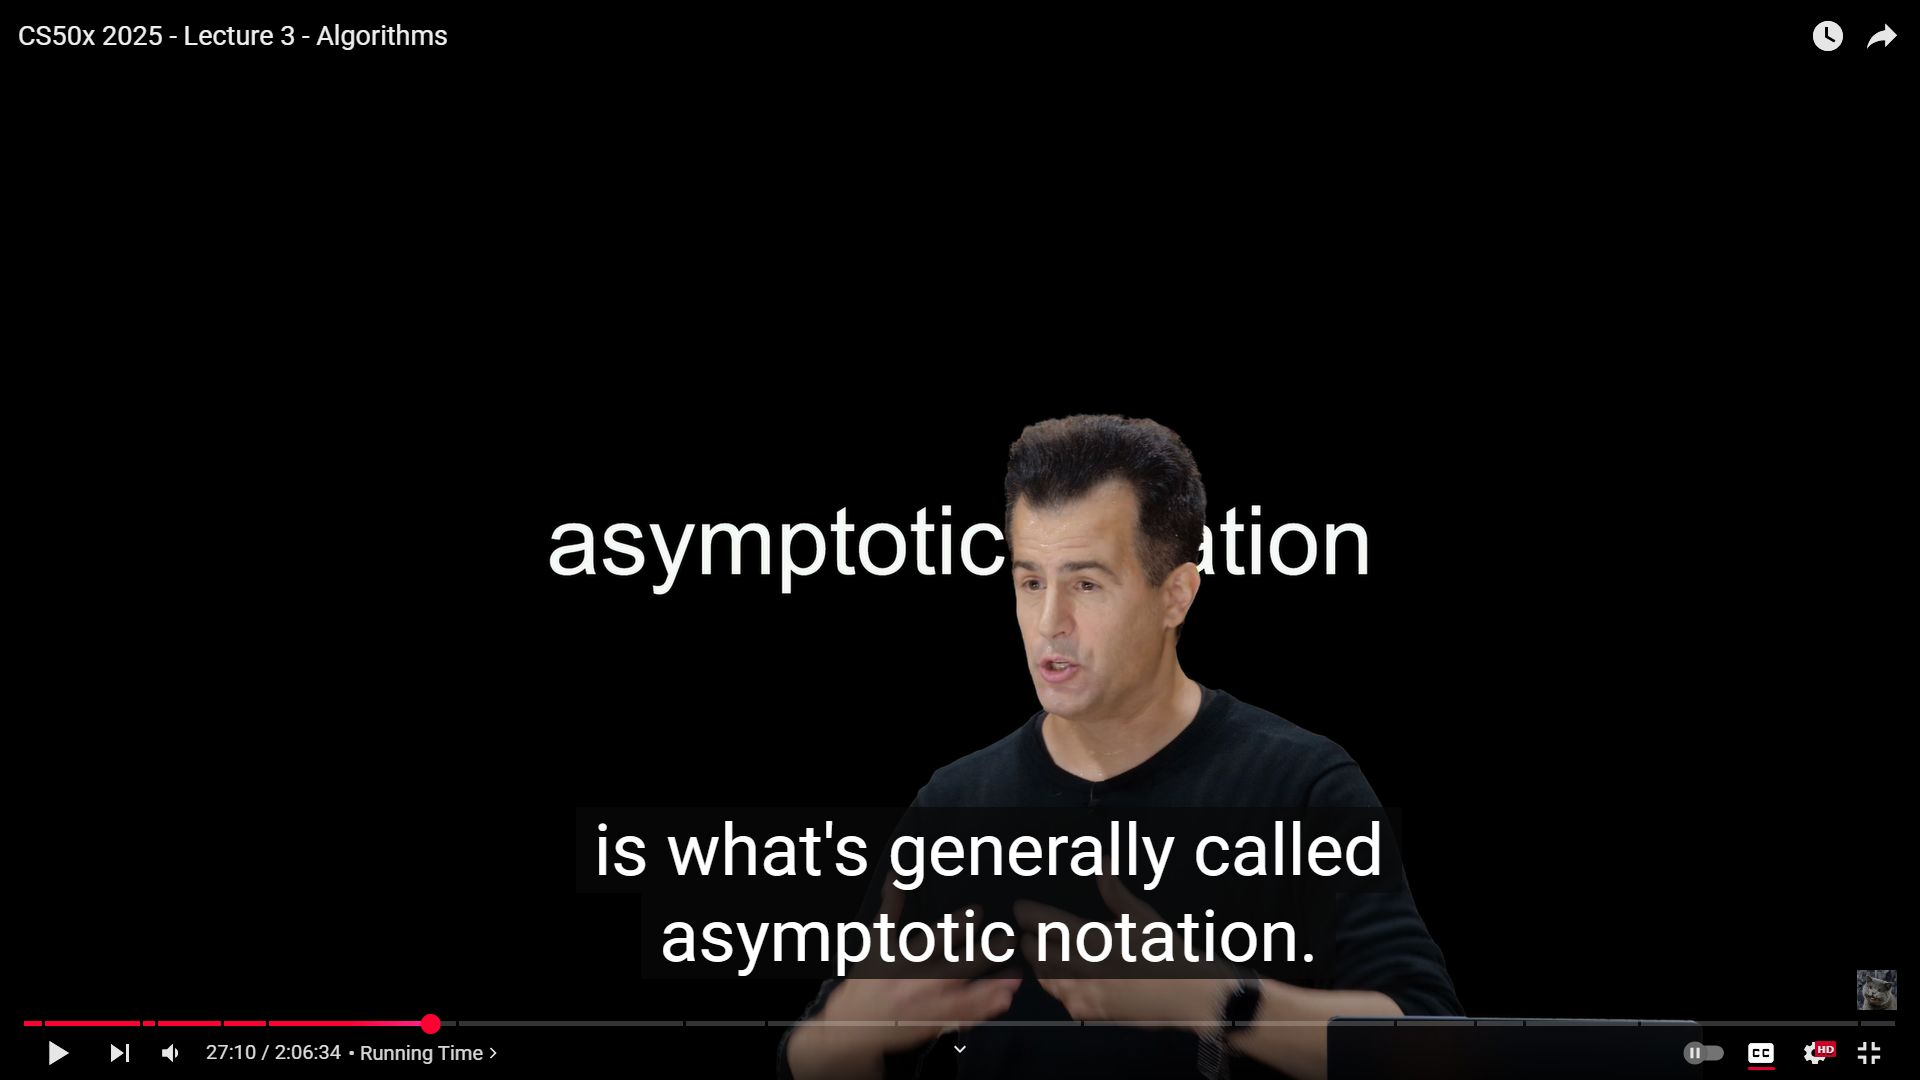 CS50x 2025 - Lecture 3 - Algorithms
asymptotic ation
is what's generally called
asymptotic notation.
27:10 / 2:06:34 • Running Time >
CC
HD